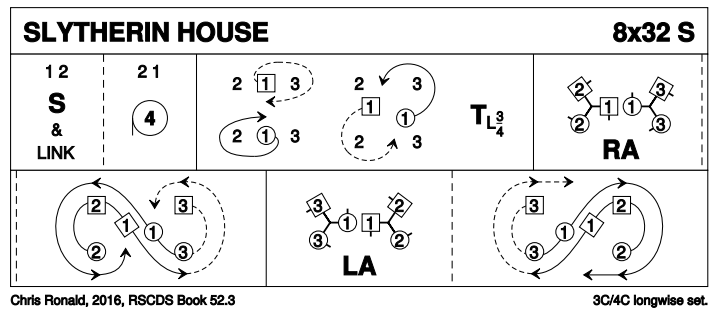 SLYTHERIN HOUSE 8x32 S
1 2 2 1
S
&
LINK
4
2 1 3 2 3
1
1
2 1 3 2 3
T L 3/4
2 3
1 1
2 3
RA
2 3
1 1
2 3
3 2
1 1
3 2
LA
3 2
1 1
3 2
Chris Ronald, 2016, RSCDS Book 52.3 3C/4C longwise set.